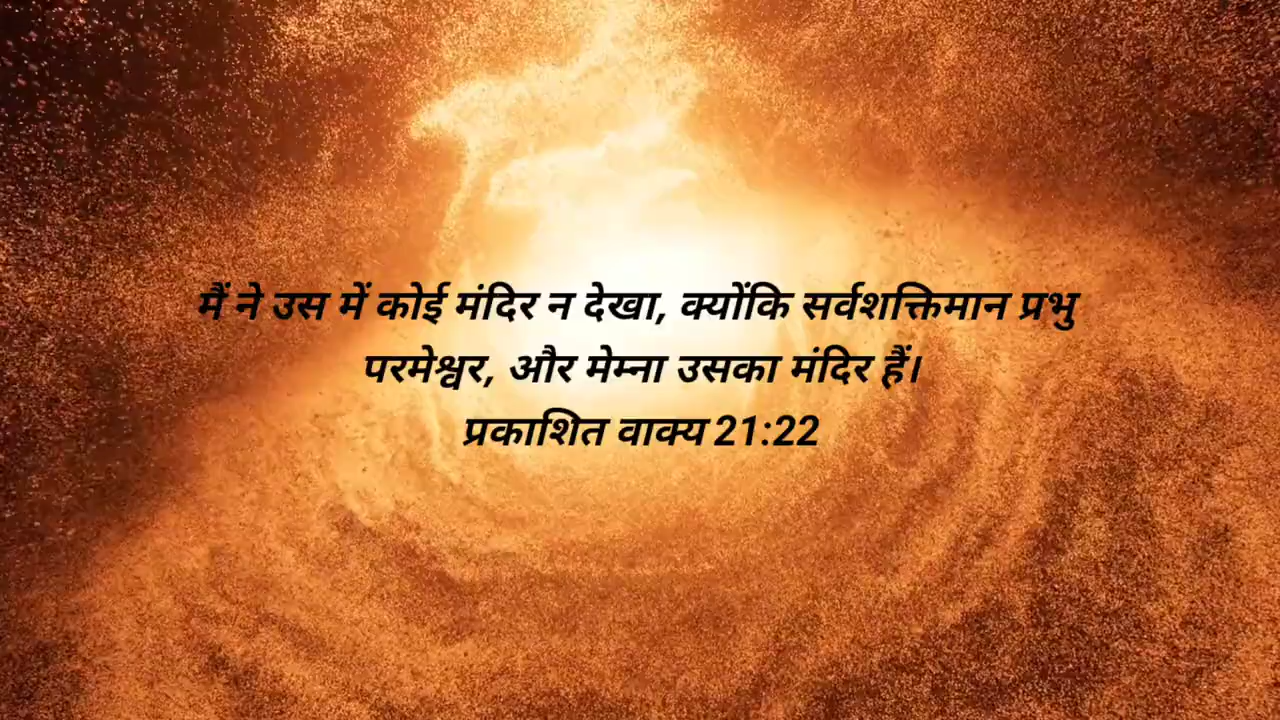 मैं ने उस में कोई मंदिर न देखा, क्योंकि सर्वशक्तिमान प्रभु
परमेश्वर, और मेम्ना उसका मंदिर हैं।
प्रकाशित वाक्य 21:22